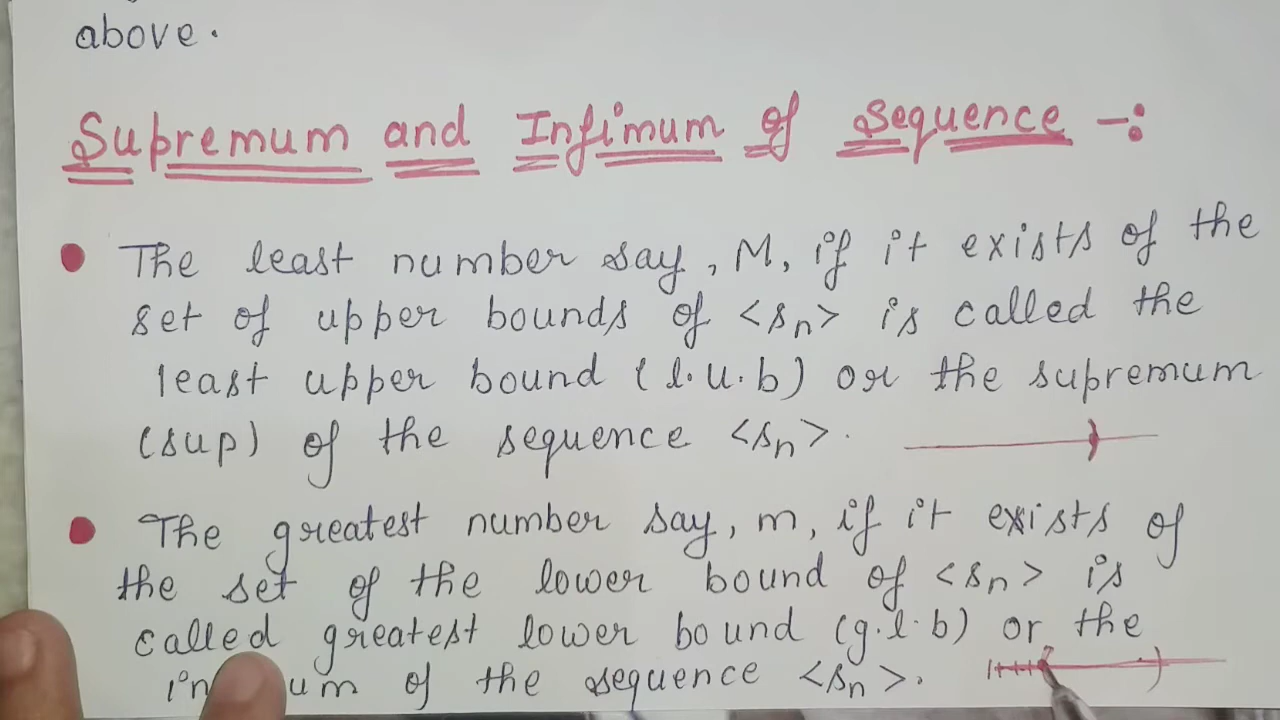 above.
Supremum and Infimum of Sequence -:
The least number say, M, if it exists of the
set of upper bounds of <sn> is called the
least upper bound (l.u.b) or the supremum
(sup) of the sequence <sn>.
The greatest number say, m, if it exists of
the set of the lower bound of <sn> is
called greatest lower bound (g.l.b) or the
of the sequence <sn>.